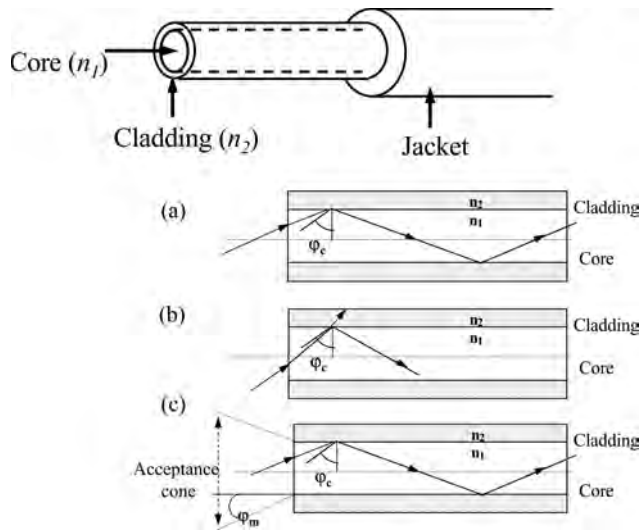 Core (n₁)
Cladding (n₂)
Jacket
(a)
n₂
n₁
Cladding
φc
Core
(b)
n₂
n₁
Cladding
φc
Core
(c)
n₂
n₁
Cladding
Acceptance
cone
φc
Core
φm